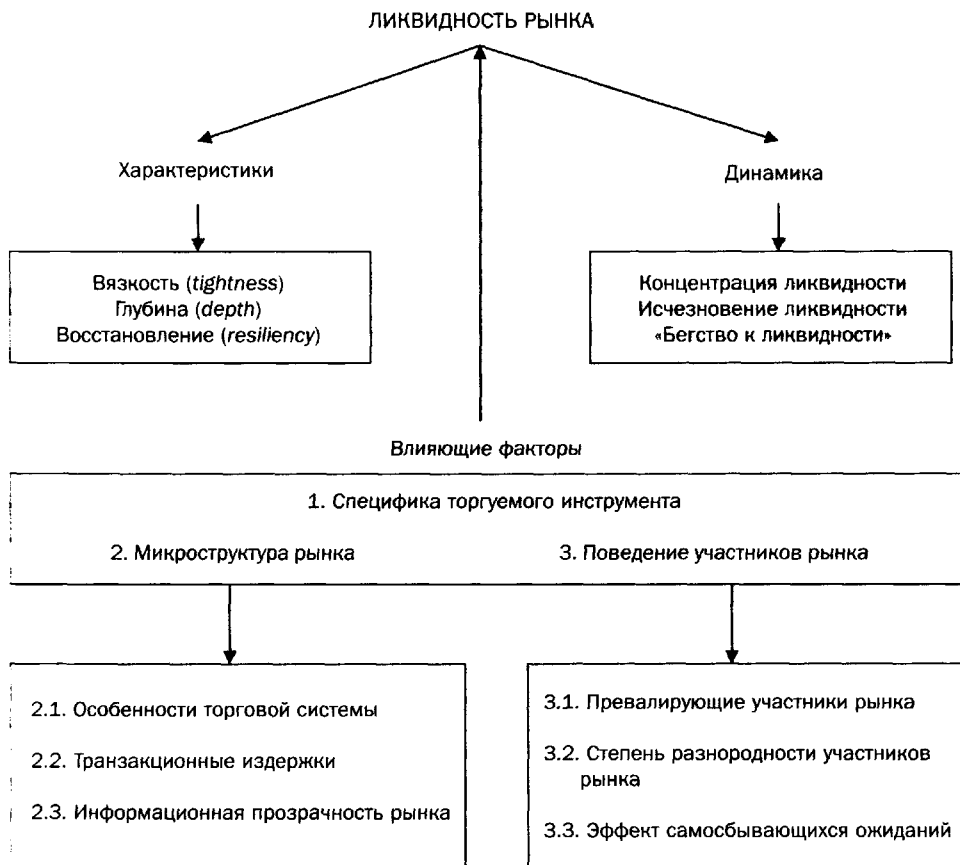 ЛИКВИДНОСТЬ РЫНКА
Характеристики
Динамика
Вязкость (tightness)
Глубина (depth)
Восстановление (resiliency)
Концентрация ликвидности
Исчезновение ликвидности
«Бегство к ликвидности»
Влияющие факторы
1. Специфика торгуемого инструмента
2. Микроструктура рынка
3. Поведение участников рынка
2.1. Особенности торговой системы
2.2. Транзакционные издержки
2.3. Информационная прозрачность рынка
3.1. Превалирующие участники рынка
3.2. Степень разнородности участников
рынка
3.3. Эффект самосбывающихся ожиданий